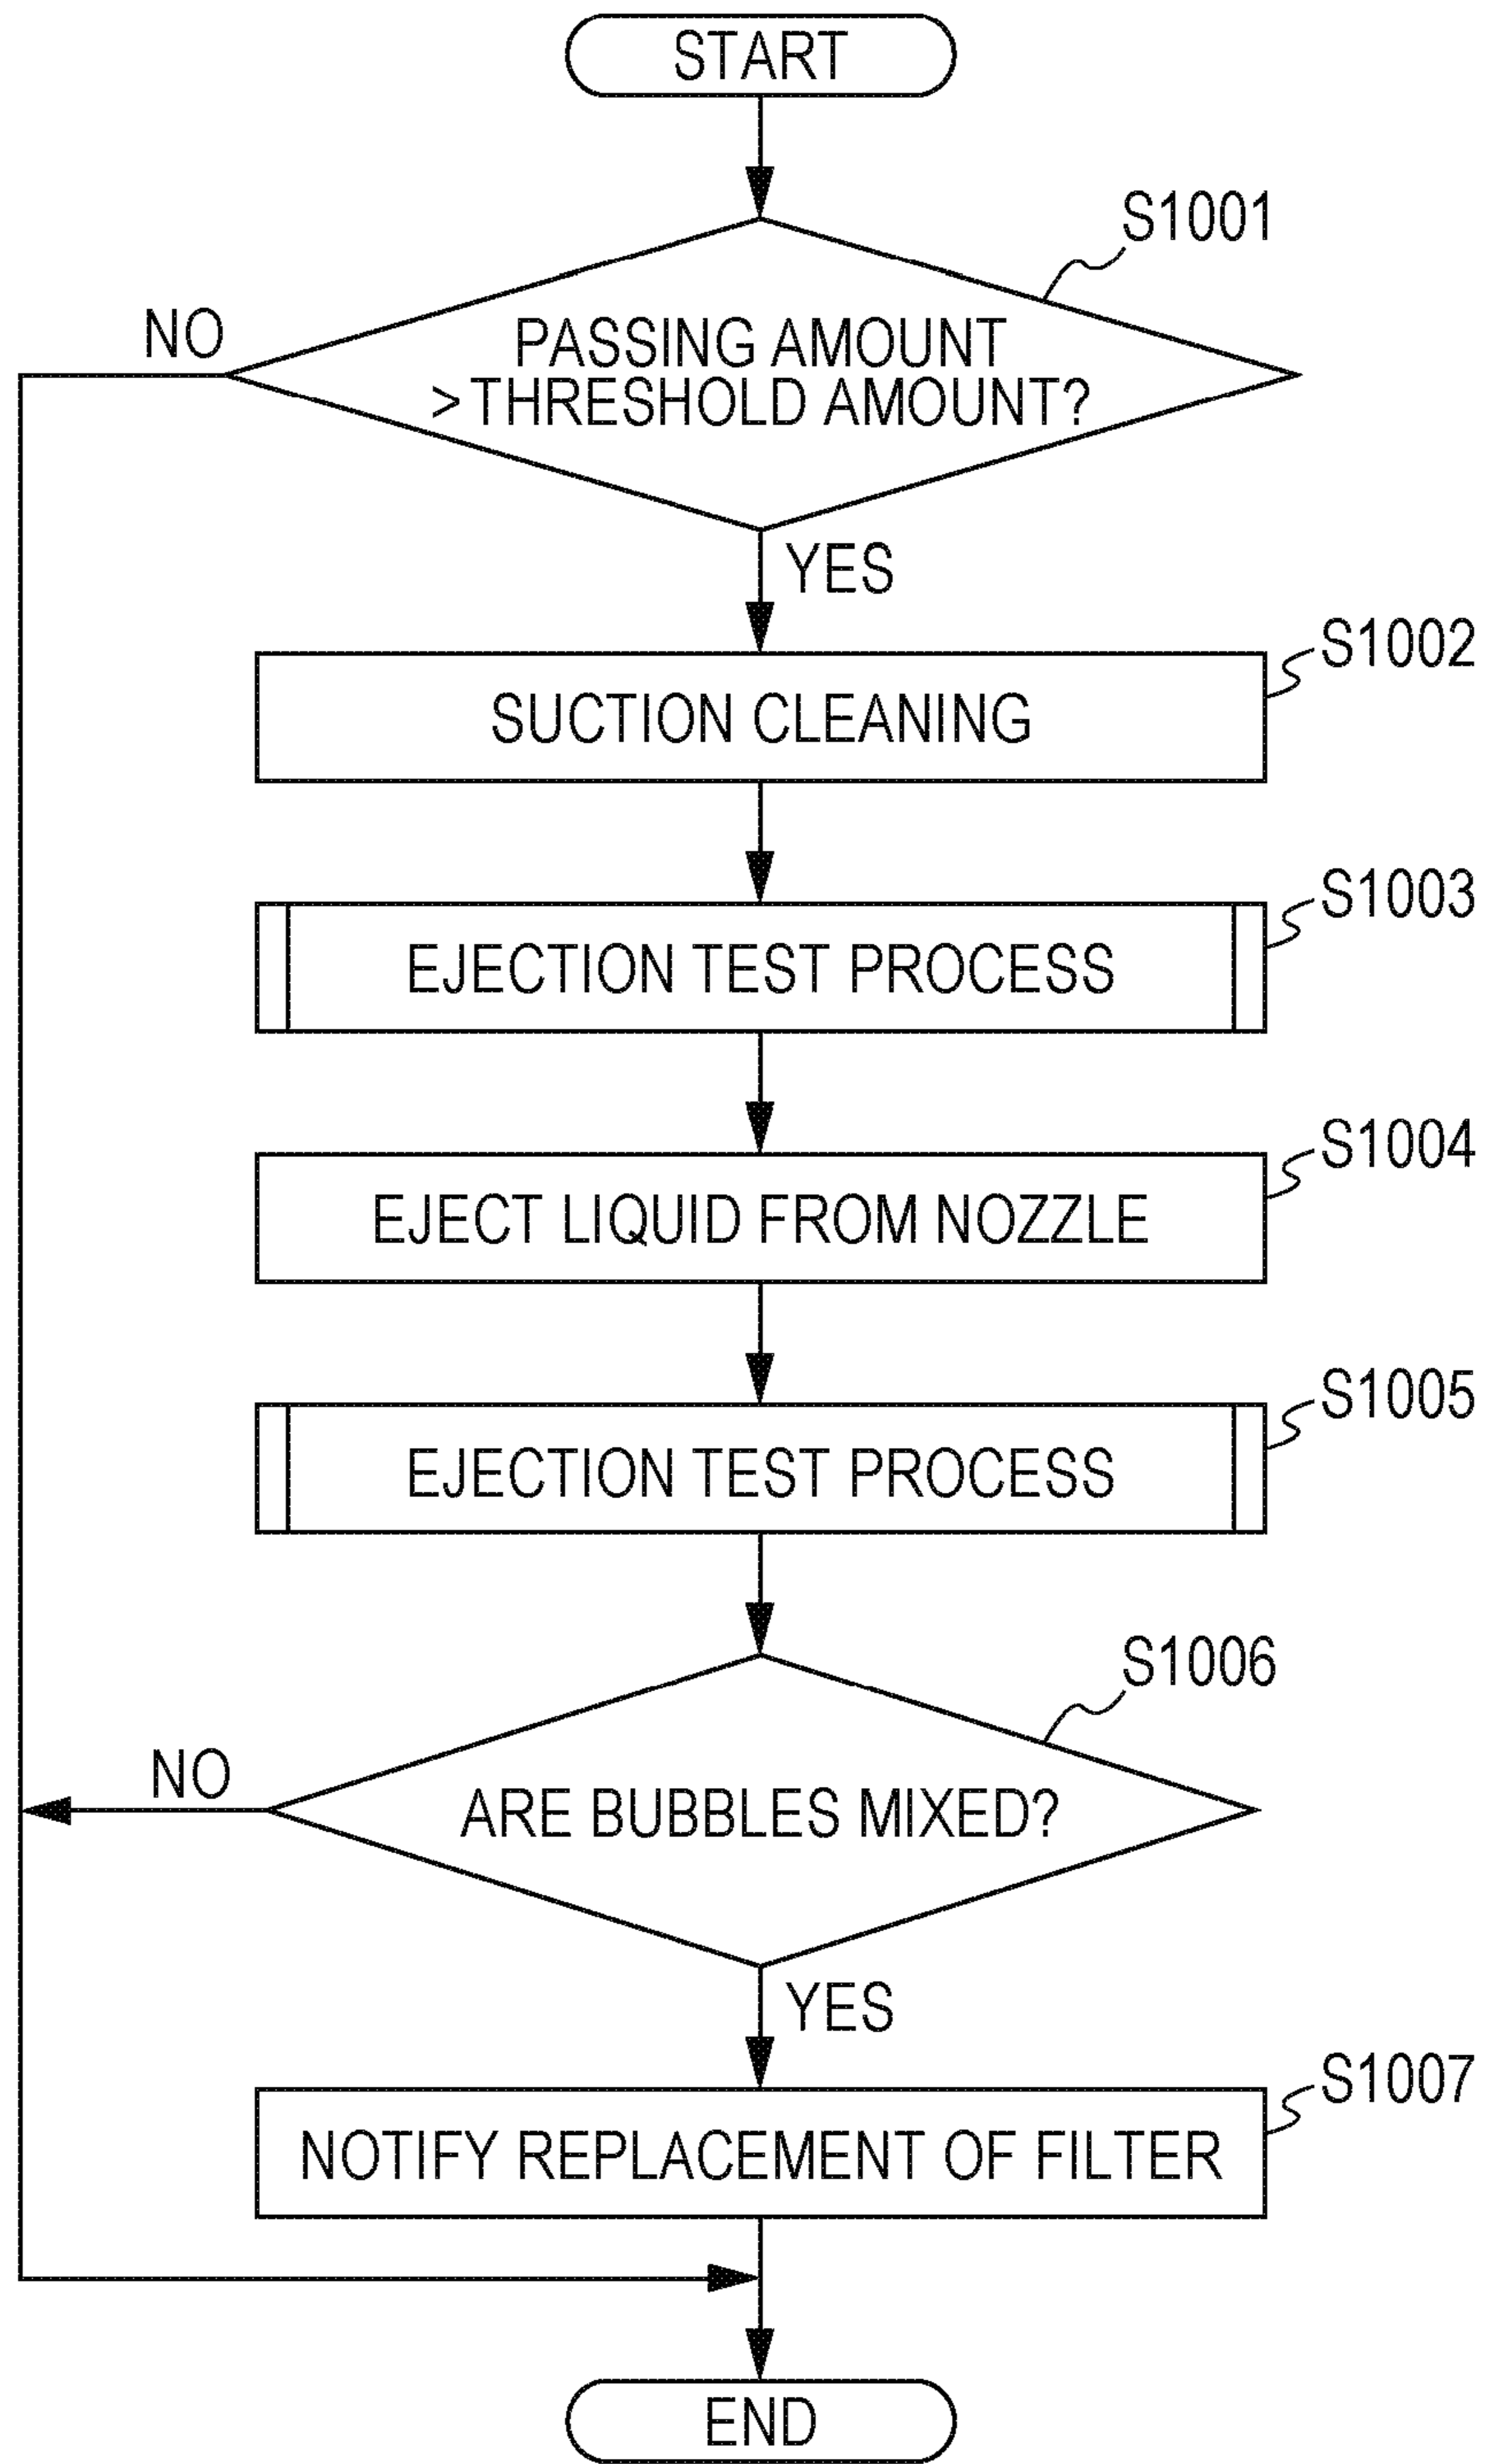 START
S1001
NO
PASSING AMOUNT
>THRESHOLD AMOUNT?
YES
S1002
SUCTION CLEANING
S1003
EJECTION TEST PROCESS
S1004
EJECT LIQUID FROM NOZZLE
S1005
EJECTION TEST PROCESS
S1006
NO
ARE BUBBLES MIXED?
YES
S1007
NOTIFY REPLACEMENT OF FILTER
END